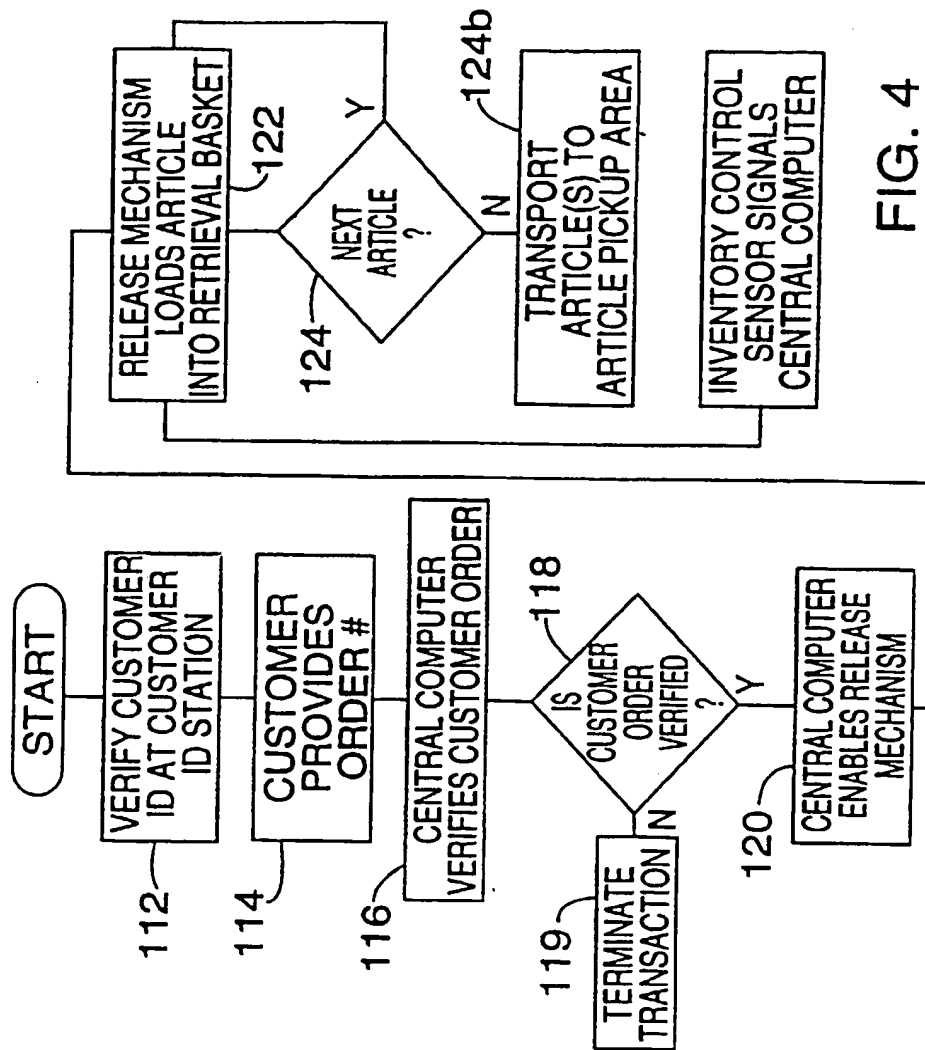 START
VERIFY CUSTOMER
ID AT CUSTOMER
ID STATION
112
CUSTOMER
PROVIDES
ORDER #
114
CENTRAL COMPUTER
VERIFIES CUSTOMER ORDER
116
IS
CUSTOMER
ORDER
VERIFIED
?
118
N
TERMINATE
TRANSACTION
119
Y
CENTRAL COMPUTER
ENABLES RELEASE
MECHANISM
120
RELEASE MECHANISM
LOADS ARTICLE
INTO RETRIEVAL BASKET
122
NEXT
ARTICLE
?
124
Y
N
TRANSPORT
ARTICLE(S) TO
ARTICLE PICKUP AREA
124b
INVENTORY CONTROL
SENSOR SIGNALS
CENTRAL COMPUTER
FIG. 4